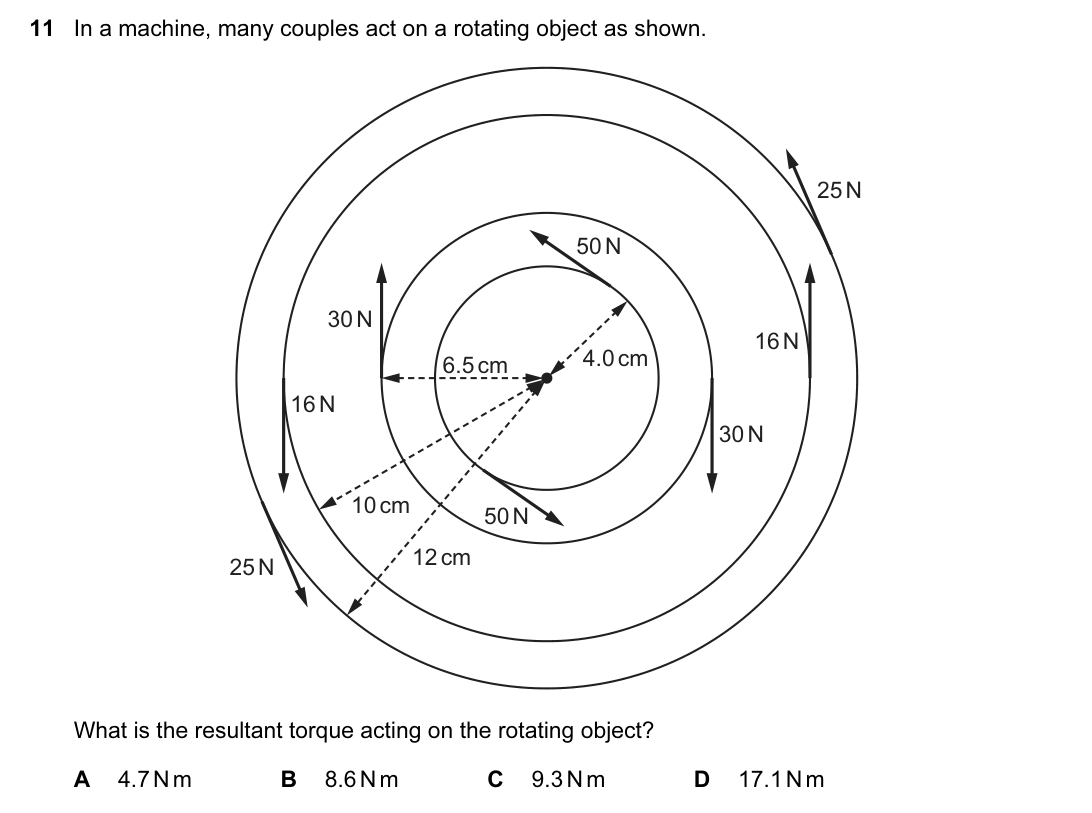 11 In a machine, many couples act on a rotating object as shown.
25 N
50 N
30 N
16 N
6.5 cm
4.0 cm
16 N
30 N
10 cm
50 N
12 cm
25 N
What is the resultant torque acting on the rotating object?
A 4.7 N m B 8.6 N m C 9.3 N m D 17.1 N m